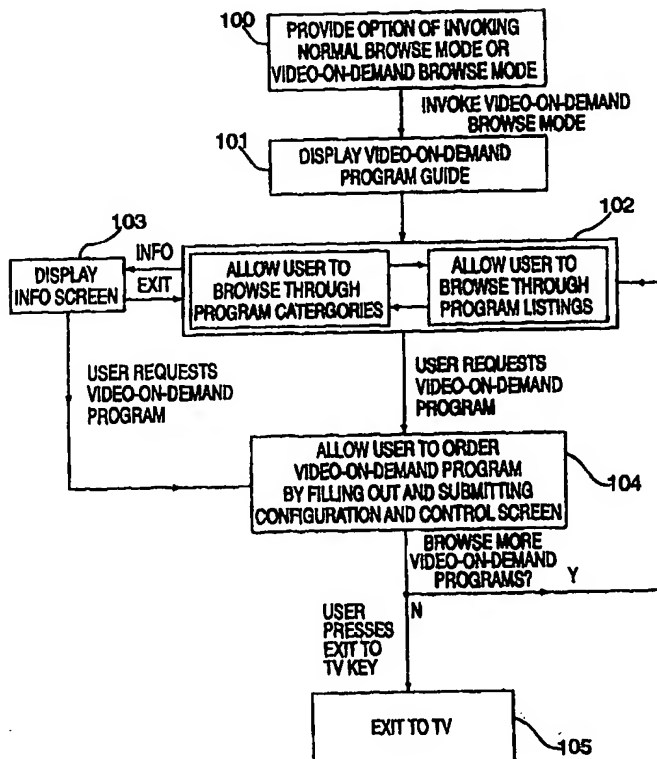 100
PROVIDE OPTION OF INVOKING
NORMAL BROWSE MODE OR
VIDEO-ON-DEMAND BROWSE MODE
INVOKE VIDEO-ON-DEMAND
BROWSE MODE
101
DISPLAY VIDEO-ON-DEMAND
PROGRAM GUIDE
103
102
DISPLAY
INFO SCREEN
INFO
EXIT
ALLOW USER TO
BROWSE THROUGH
PROGRAM CATERGORIES
ALLOW USER TO
BROWSE THROUGH
PROGRAM LISTINGS
USER REQUESTS
VIDEO-ON-DEMAND
PROGRAM
USER REQUESTS
VIDEO-ON-DEMAND
PROGRAM
ALLOW USER TO ORDER
VIDEO-ON-DEMAND PROGRAM
BY FILLING OUT AND SUBMITTING
CONFIGURATION AND CONTROL SCREEN
104
BROWSE MORE
VIDEO-ON-DEMAND
PROGRAMS?
Y
N
USER
PRESSES
EXIT TO
TV KEY
EXIT TO TV
105